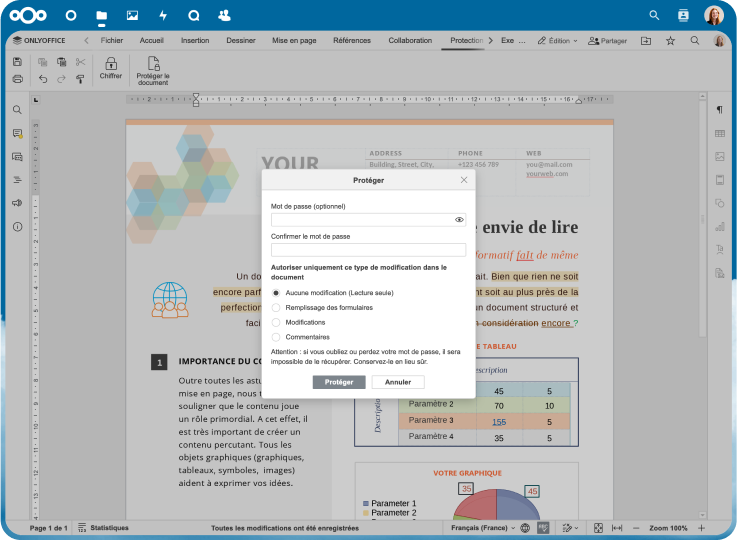 ONLYOFFICE
Fichier Accueil Insertion Dessiner Mise en page Références Collaboration Protection Exe ... Édition Partager
Chiffrer
Protéger le
document
YOUR
ADDRESS PHONE WEB
Building, Street, City, +123 456 789 you@mail.com
yourweb.com
envie de lire
formatif falt de même
Un do
ait. Bien que rien ne soit
encore parf
nt soit au plus près de la
perfection
un document structuré et
faci
considération encore ?
Protéger
Mot de passe (optionnel)
Confirmer le mot de passe
Autoriser uniquement ce type de modification dans le
document
Aucune modification (Lecture seule)
Remplissage des formulaires
Modifications
Commentaires
Attention : si vous oubliez ou perdez votre mot de passe, il sera
impossible de le récupérer. Conservez-le en lieu sûr.
Protéger Annuler
1 IMPORTANCE DU CO
Outre toutes les astu
mise en page, nous
souligner que le contenu joue
un rôle primordial. A cet effet, il
est très important de créer un
contenu percutant. Tous les
objets graphiques (graphiques,
tableaux, symboles, images)
aident à exprimer vos idées.
E TABLEAU
scription
Descriptio
45 5
Paramètre 2 70 10
Paramètre 3 155 5
Paramètre 4 35 5
VOTRE GRAPHIQUE
35 45
Parameter 1
Parameter 2
Page 1 de 1 Statistiques Toutes les modifications ont été enregistrées Français (France) Zoom 100%